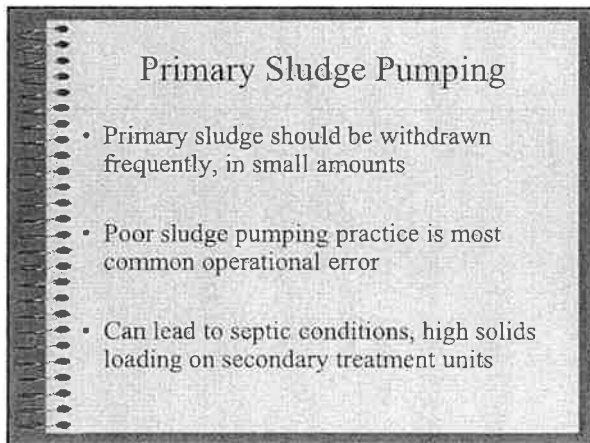 Primary Sludge Pumping
• Primary sludge should be withdrawn
frequently, in small amounts
• Poor sludge pumping practice is most
common operational error
• Can lead to septic conditions, high solids
loading on secondary treatment units